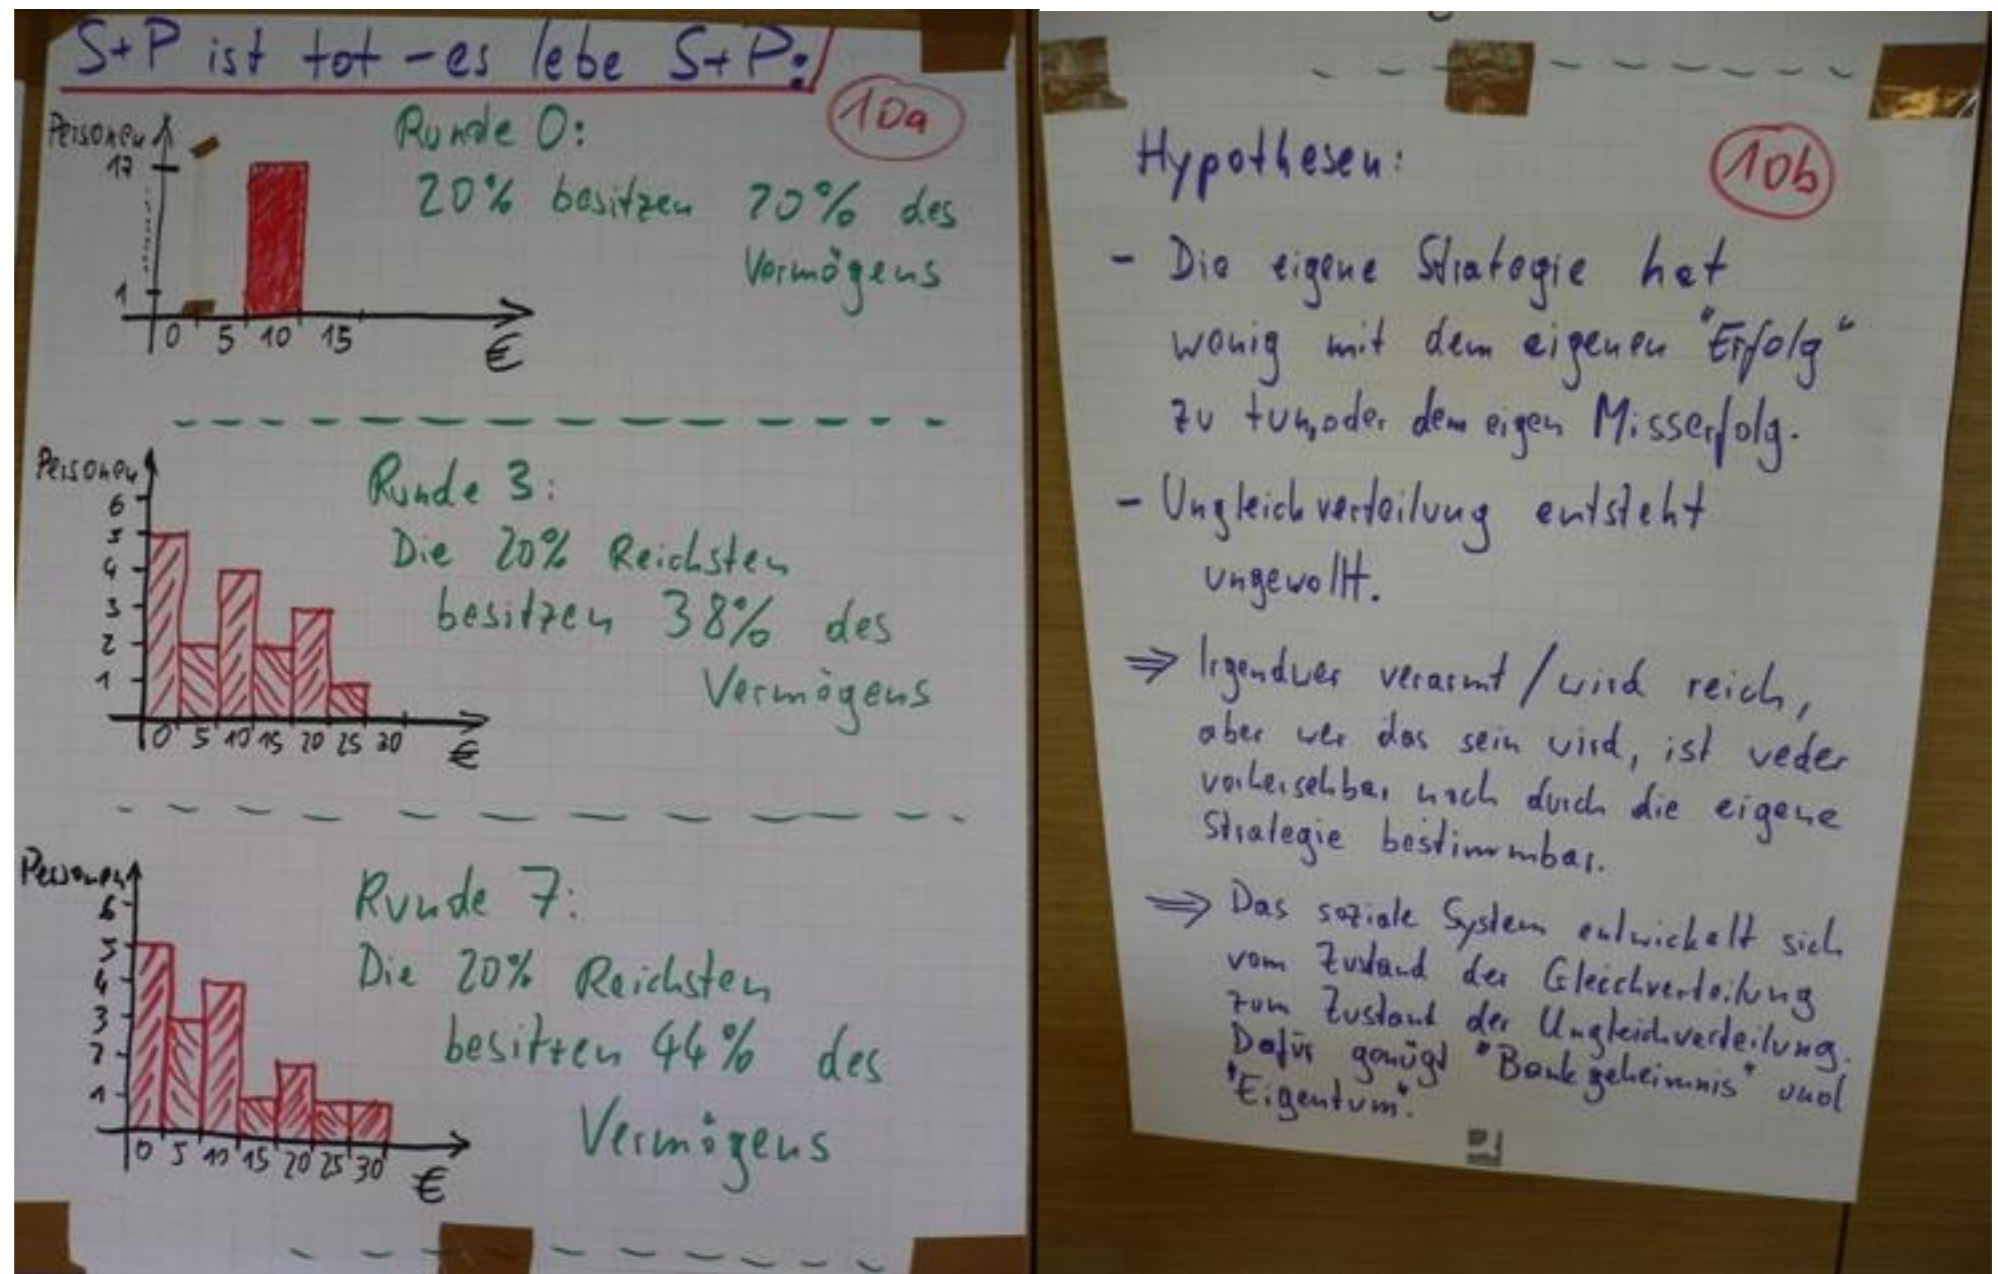 S+P ist tot - es lebe S+P!
10a
Personen
Runde 0:
17
20% besitzen 20% des
Vermögens
1
0 5 10 15
€
Personen
Runde 3:
6
5
Die 20% Reichsten
4
3
besitzen 38% des
2
Vermögens
1
0 5 10 15 20 25 30
€
Personen
Runde 7:
6
5
Die 20% Reichsten
4
3
besitzen 44% des
2
1
Vermögens
0 5 10 15 20 25 30
€
Hypothesen:
10b
- Die eigene Strategie hat
wenig mit dem eigenen "Erfolg"
zu tun, oder dem eigen Misserfolg.
- Ungleichverteilung entsteht
ungewollt.
⇒ Irgendwer verarmt / wird reich,
aber wer das sein wird, ist weder
vorhersehbar noch durch die eigene
Strategie bestimmbar.
⇒ Das soziale System entwickelt sich
vom Zustand der Gleichverteilung
zum Zustand der Ungleichverteilung.
Dafür genügt "Bankgeheimnis" und
"Eigentum".